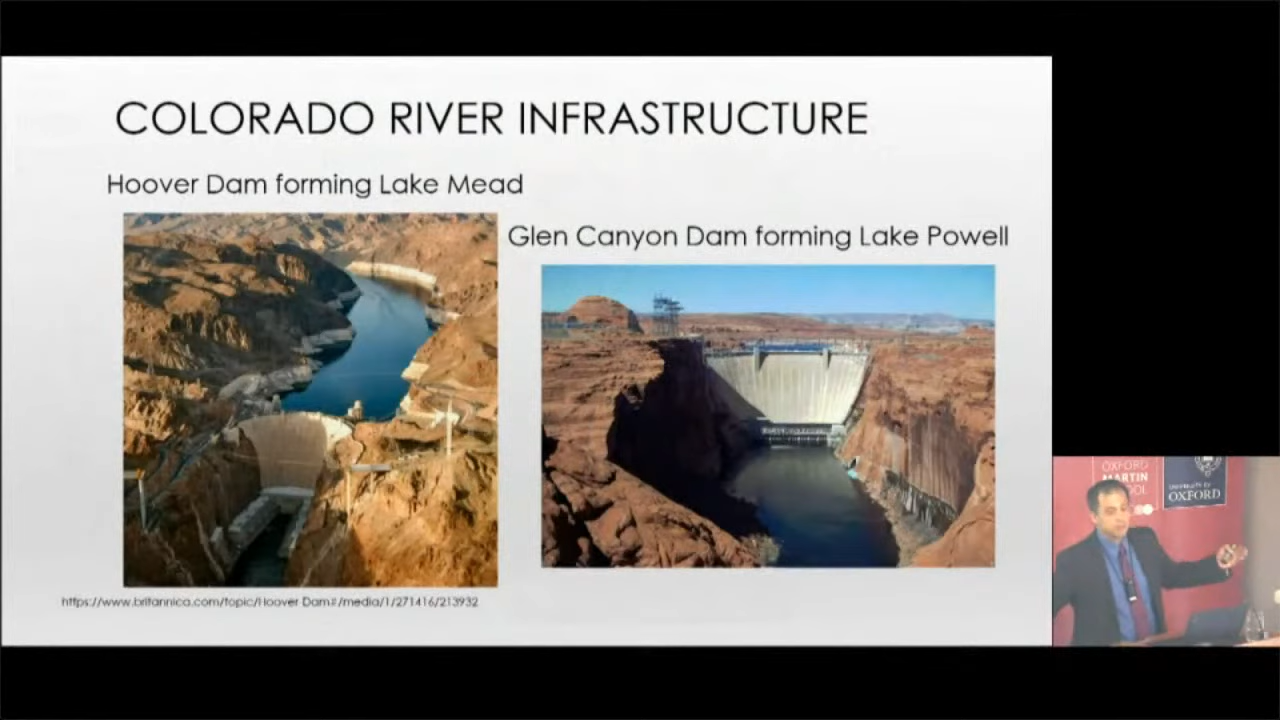 COLORADO RIVER INFRASTRUCTURE
Hoover Dam forming Lake Mead
Glen Canyon Dam forming Lake Powell
https://www.britannica.com/topic/Hoover-Dam#/media/1/271416/213932
OXFORD
MARTIN
UNIVERSITY OF
OXFORD